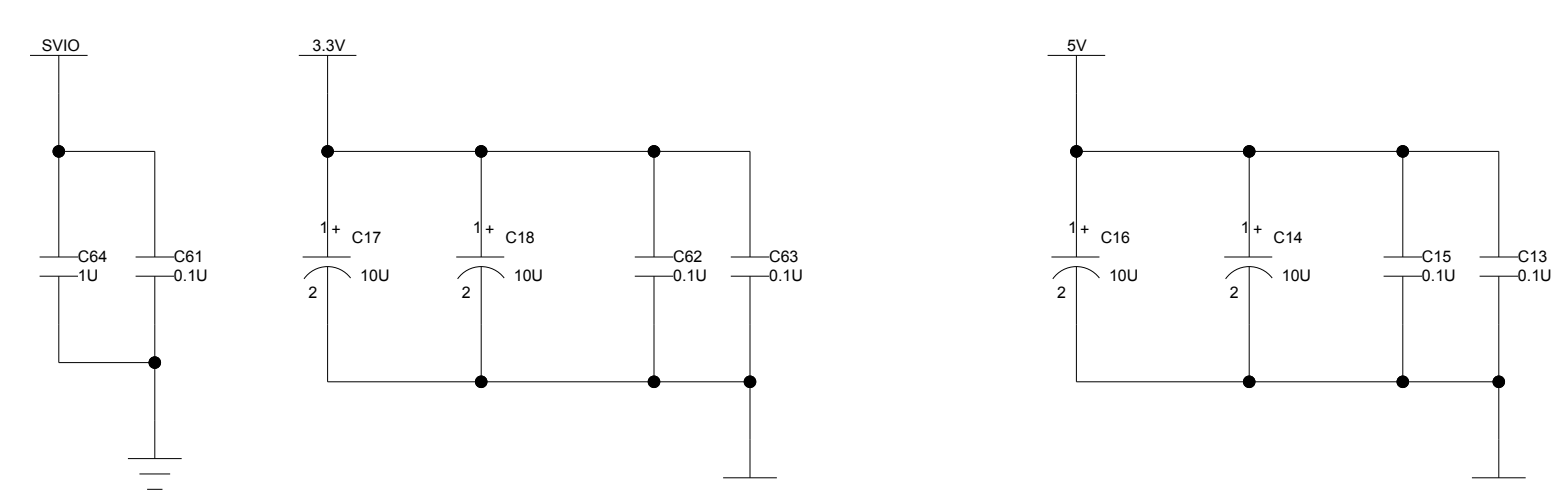 SVIO
3.3V
5V
1 +
C17
10U
2
1 +
C18
10U
2
C64
1U
C61
0.1U
C62
0.1U
C63
0.1U
1 +
C16
10U
2
1 +
C14
10U
2
C15
0.1U
C13
0.1U